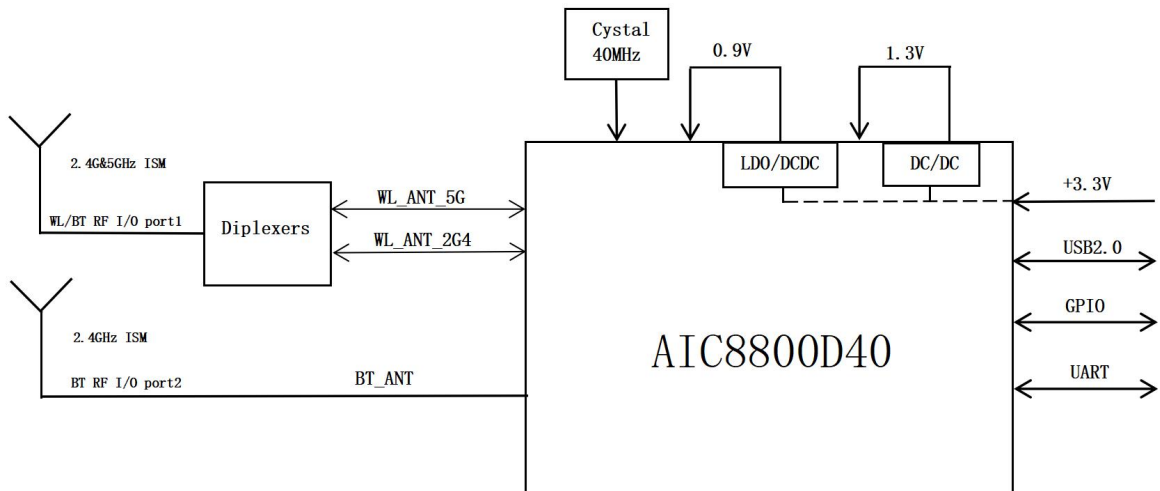 Cystal
40MHz
0.9V
1.3V
LDO/DCDC
DC/DC
+3.3V
2.4G&5GHz ISM
WL/BT RF I/O port1
Diplexers
WL_ANT_5G
WL_ANT_2G4
USB2.0
GPIO
UART
AIC8800D40
2.4GHz ISM
BT RF I/O port2
BT_ANT